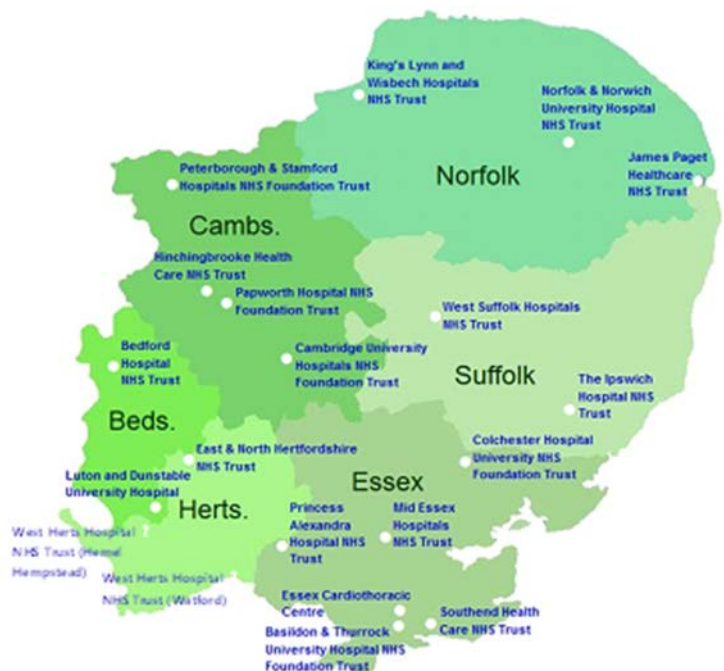 King's Lynn and
Wisbech Hospitals
NHS Trust
Norfolk & Norwich
University Hospital
NHS Trust
James Paget
Healthcare
NHS Trust
Norfolk
Peterborough & Stamford
Hospitals NHS Foundation Trust
Cambs.
Hinchingbrooke Health
Care NHS Trust
Papworth Hospital NHS
Foundation Trust
West Suffolk Hospitals
NHS Trust
Bedford
Hospital
NHS Trust
Cambridge University
Hospitals NHS
Foundation Trust
Suffolk
The Ipswich
Hospital NHS
Trust
Beds.
East & North Hertfordshire
NHS Trust
Colchester Hospital
University NHS
Foundation Trust
Essex
Luton and Dunstable
University Hospital
Herts.
Princess
Alexandra
Hospital NHS
Trust
Mid Essex
Hospitals
NHS Trust
West Herts Hospital
NHS Trust (Hemel
Hempstead)
West Herts Hospital
NHS Trust (Watford)
Essex Cardiothoracic
Centre
Basildon & Thurrock
University Hospital NHS
Foundation Trust
Southend Health
Care NHS Trust